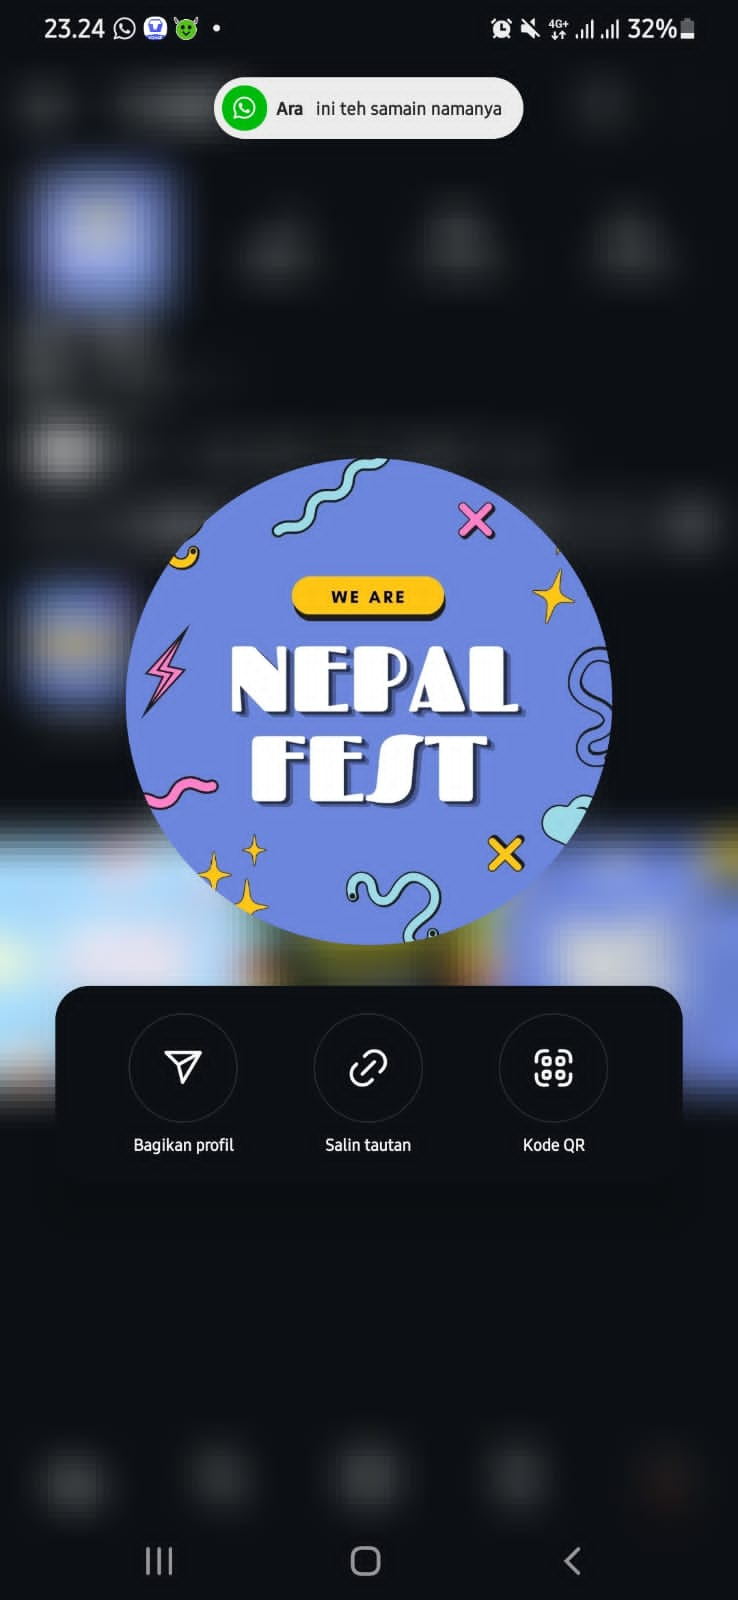 23.24 4G+ 32%
Ara ini teh samain namanya
WE ARE
NEPAL
FEST
Bagikan profil Salin tautan Kode QR